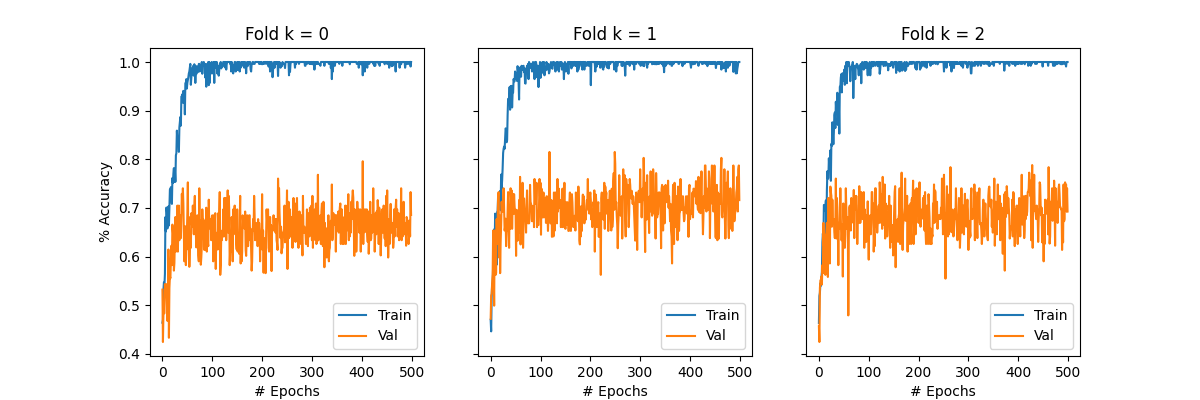 Fold k = 0
Fold k = 1
Fold k = 2
% Accuracy
1.0
0.9
0.8
0.7
0.6
0.5
0.4
Train
Val
Train
Val
Train
Val
0 100 200 300 400 500
0 100 200 300 400 500
0 100 200 300 400 500
# Epochs
# Epochs
# Epochs